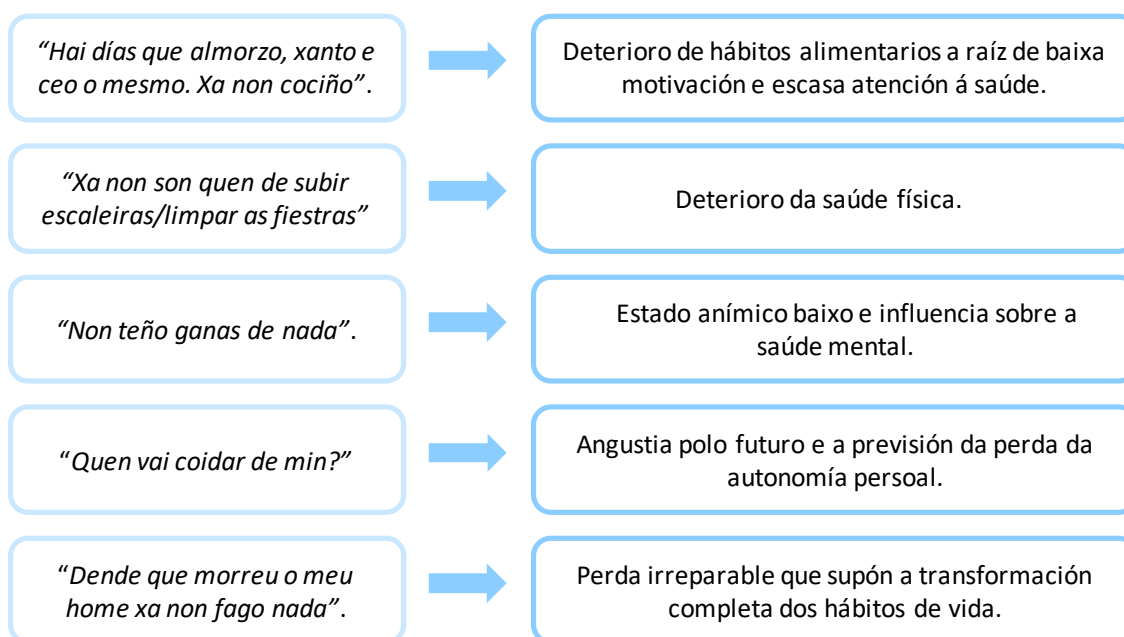 “Hai días que almorzo, xanto e
ceo o mesmo. Xa non cociño”.
Deterioro de hábitos alimentarios a raíz de baixa
motivación e escasa atención á saúde.
“Xa non son quen de subir
escaleiras/limpar as fiestras”
Deterioro da saúde física.
“Non teño ganas de nada”.
Estado anímico baixo e influencia sobre a
saúde mental.
“Quen vai coidar de min?”
Angustia polo futuro e a previsión da perda da
autonomía persoal.
“Dende que morreu o meu
home xa non fago nada”.
Perda irreparable que supón a transformación
completa dos hábitos de vida.